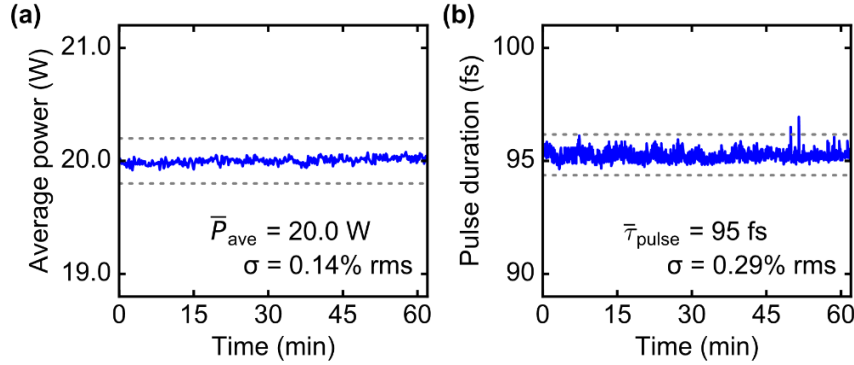 (a)
Average power (W)
21.0
20.0
19.0
P̅ave = 20.0 W
σ = 0.14% rms
0 15 30 45 60
Time (min)
(b)
Pulse duration (fs)
100
95
90
τ̅pulse = 95 fs
σ = 0.29% rms
0 15 30 45 60
Time (min)